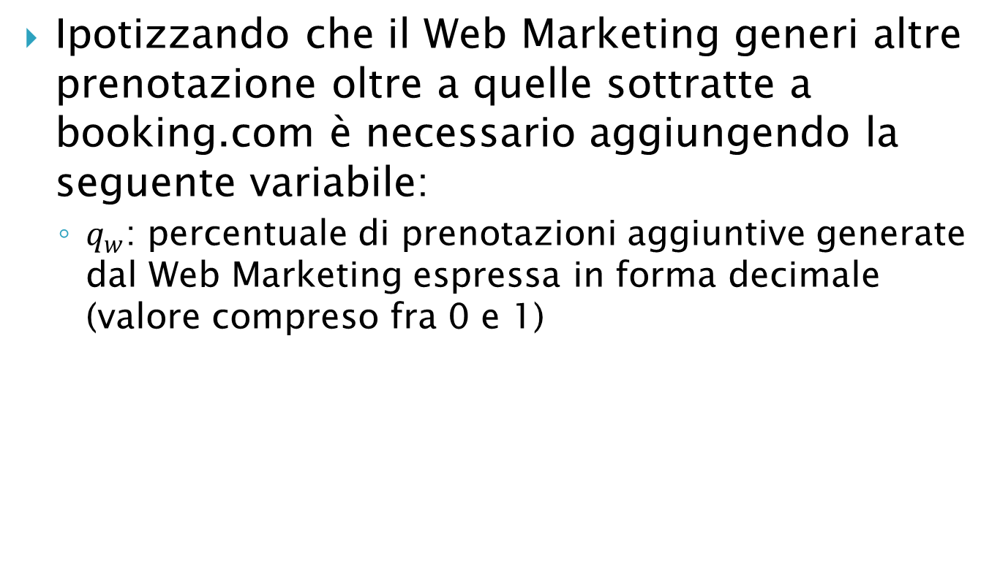 Ipotizzando che il Web Marketing generi altre
prenotazione oltre a quelle sottratte a
booking.com è necessario aggiungendo la
seguente variabile:
q_w: percentuale di prenotazioni aggiuntive generate
dal Web Marketing espressa in forma decimale
(valore compreso fra 0 e 1)